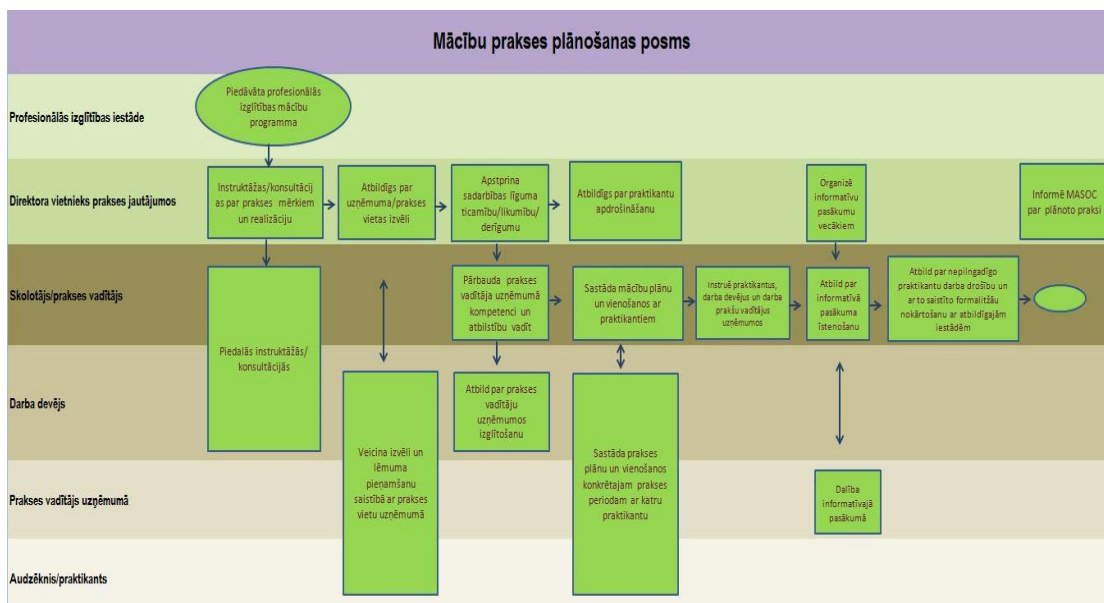 Mācību prakses plānošanas posms
Profesionālās izglītības iestāde
Piedāvāta profesionālās
izglītības mācību
programma
Direktora vietnieks prakses jautājumos
Instruktāžas/konsultācij
as par prakses mērkiem
un realizāciju
Atbildīgs par
uzņēmuma/prakses
vietas izvēli
Apstprina
sadarbības līguma
ticamību/likumību/
derīgumu
Atbildīgs par praktikantu
apdrošināšanu
Organizē
informatīvu
pasākumu
vecākiem
Informē MASOC
par plānoto praksi
Skolotājs/prakses vadītājs
Pārbauda prakses
vadītāja uzņēmumā
kompetenci un
atbilstību vadīt
Sastāda mācību plānu
un vienošanos ar
praktikantiem
Instruē praktikantus,
darba devējus un darba
prakšu vadītājus
uzņēmumos
Atbild par
informatīvā
pasākuma
īstenošanu
Atbild par nepilngadīgo
praktikantu darba drošību un
ar to saistīto formalitžāu
nokārtošanu ar atbildīgajām
iestādēm
Piedalās instruktāžās/
konsultācijās
Darba devējs
Atbild par prakses
vadītāju
uzņēmumos
izglītošanu
Veicina izvēli un
lēmuma
pieņamšanu
saistībā ar prakses
vietu uzņēmumā
Sastāda prakses
plānu un vienošanos
konkrētajam prakses
periodam ar katru
praktikantu
Prakses vadītājs uzņēmumā
Dalība
informatīvajā
pasākumā
Audzēknis/praktikants